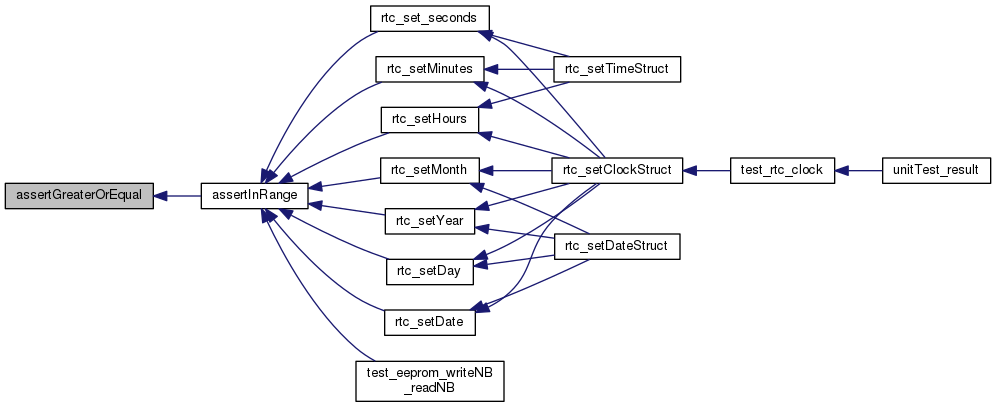 rtc_set_seconds
rtc_setMinutes
rtc_setTimeStruct
rtc_setHours
rtc_setMonth
rtc_setClockStruct
test_rtc_clock
unitTest_result
assertGreaterOrEqual
assertInRange
rtc_setYear
rtc_setDateStruct
rtc_setDay
rtc_setDate
test_eeprom_writeNB
_readNB